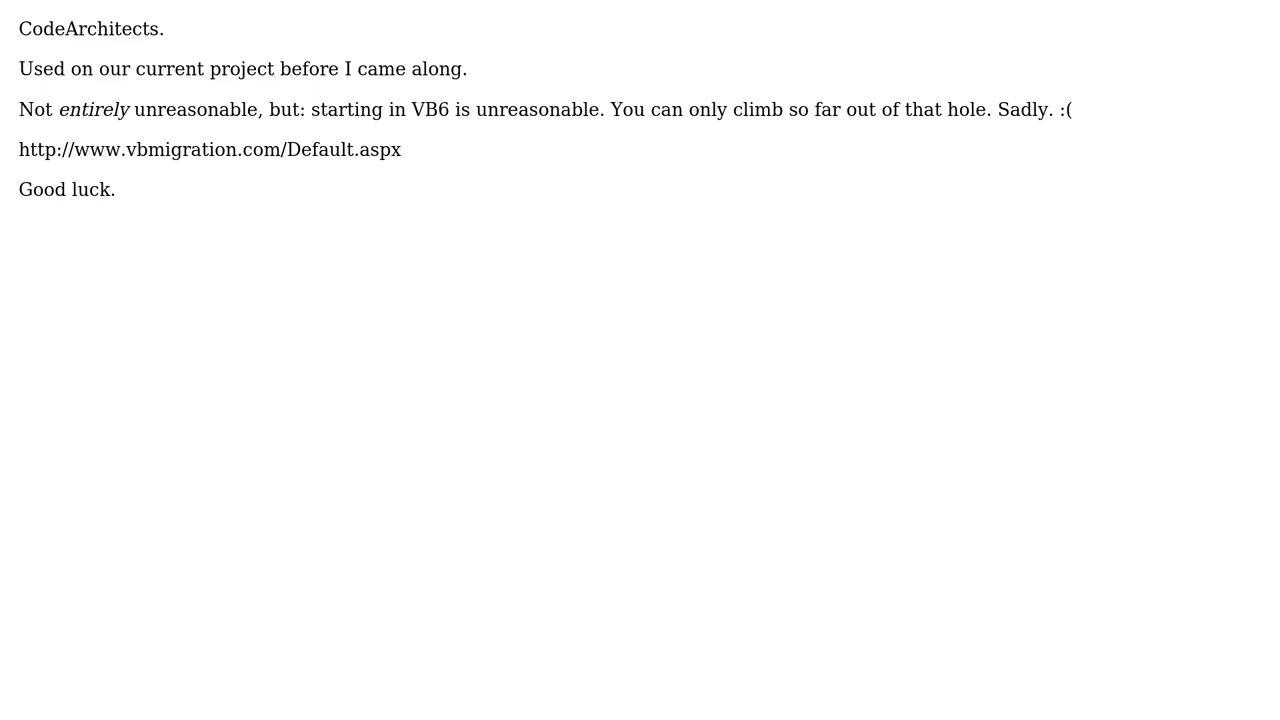 CodeArchitects.
Used on our current project before I came along.
Not entirely unreasonable, but: starting in VB6 is unreasonable. You can only climb so far out of that hole. Sadly. :(
http://www.vbmigration.com/Default.aspx
Good luck.